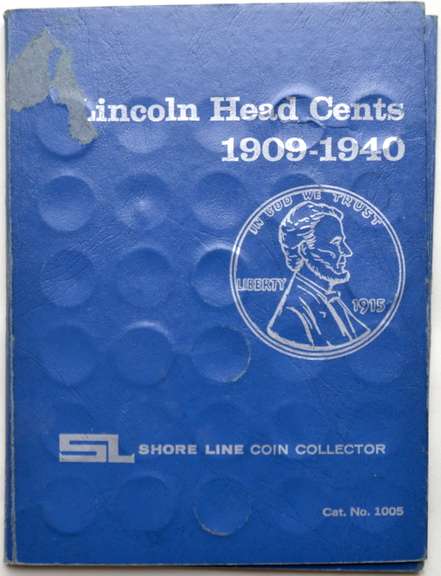 Lincoln Head Cents
1909-1940
IN GOD WE TRUST
LIBERTY
1915
SL SHORE LINE COIN COLLECTOR
Cat. No. 1005